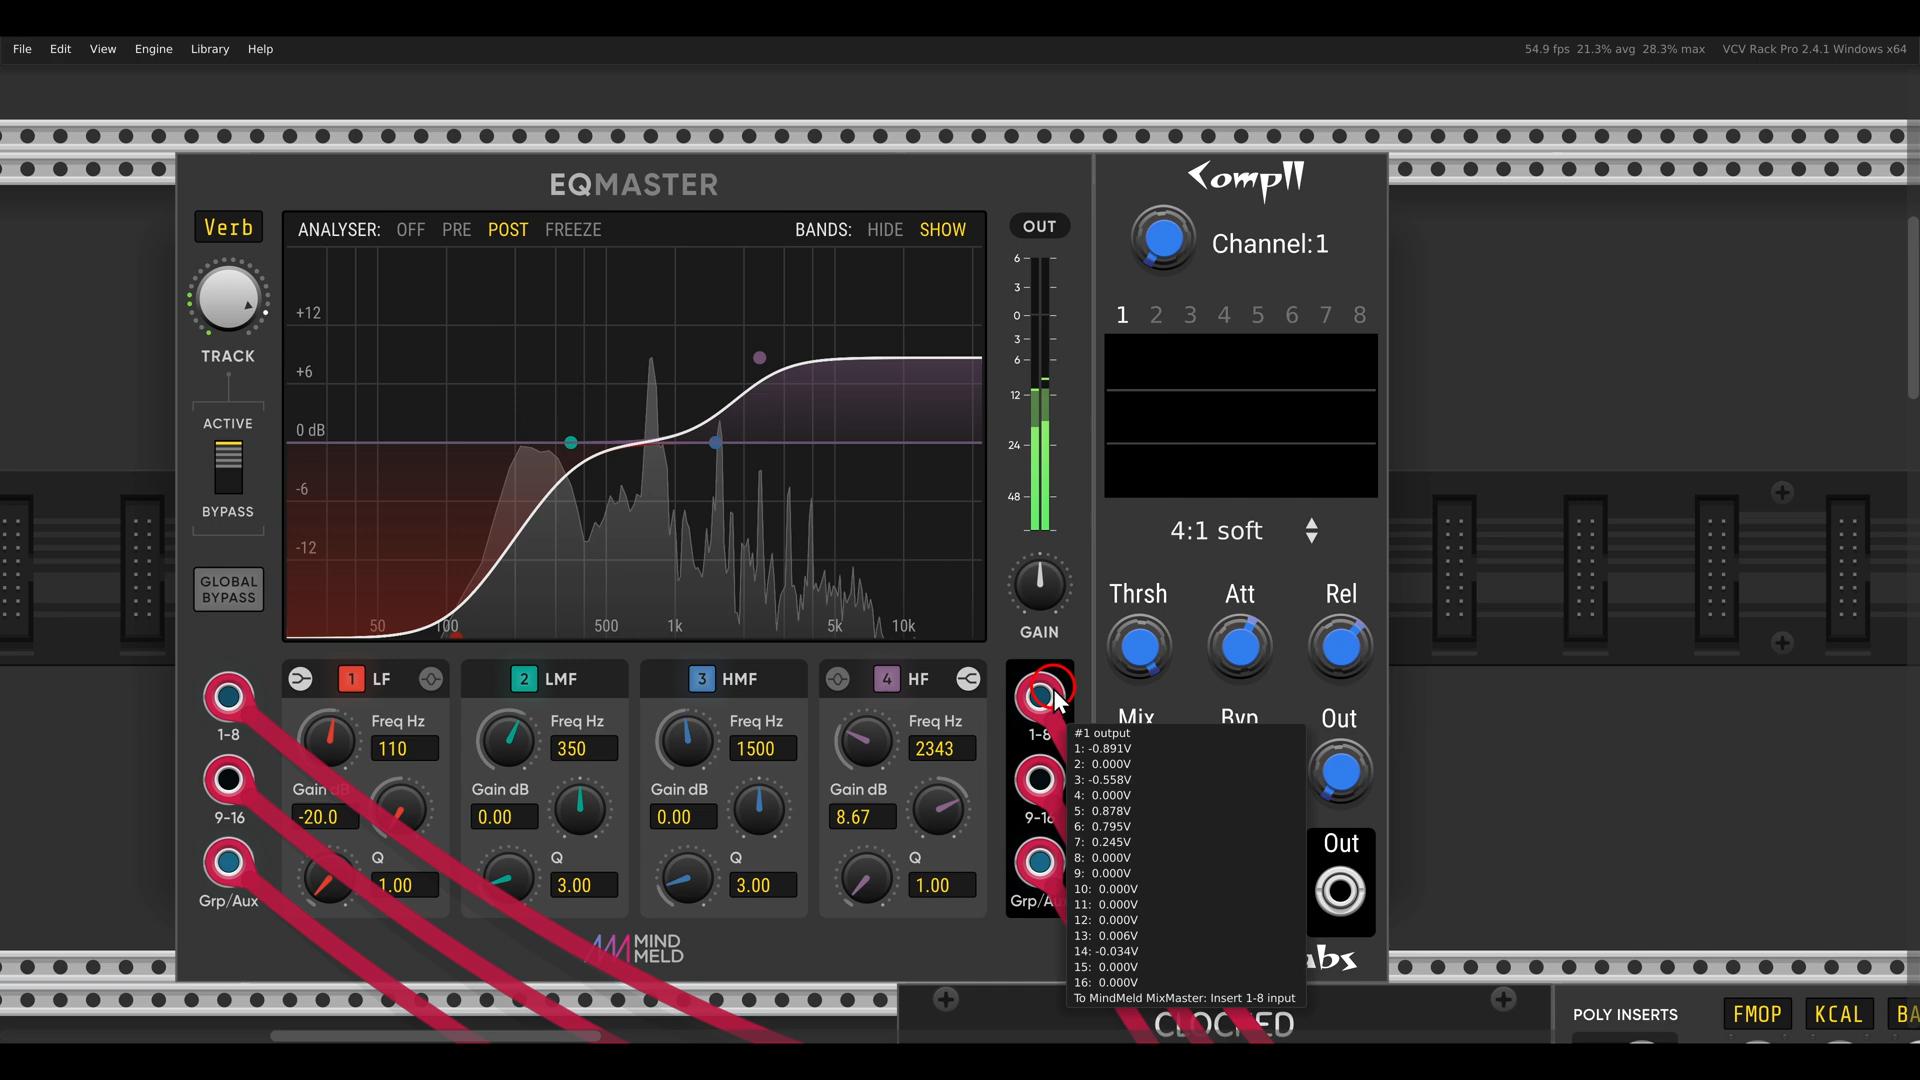 File Edit View Engine Library Help
54.9 fps 21.3% avg 28.3% max VCV Rack Pro 2.4.1 Windows x64
EQMASTER
Verb
ANALYSER: OFF PRE POST FREEZE
BANDS: HIDE SHOW
OUT
TRACK
ACTIVE
BYPASS
GLOBAL
BYPASS
+12
+6
0 dB
-6
-12
50 100 500 1k 5k 10k
6
3
0
3
6
12
24
48
GAIN
CompII
Channel:1
1 2 3 4 5 6 7 8
4:1 soft
Thrsh Att Rel
Mix Byp Out
Out
1-8
9-16
Grp/Aux
1 LF
Freq Hz
110
Gain dB
-20.0
Q
1.00
2 LMF
Freq Hz
350
Gain dB
0.00
Q
3.00
3 HMF
Freq Hz
1500
Gain dB
0.00
Q
3.00
4 HF
Freq Hz
2343
Gain dB
8.67
Q
1.00
1-8
9-16
Grp/Au
#1 output
1: -0.891V
2: 0.000V
3: -0.558V
4: 0.000V
5: 0.878V
6: 0.795V
7: 0.245V
8: 0.000V
9: 0.000V
10: 0.000V
11: 0.000V
12: 0.000V
13: 0.006V
14: -0.034V
15: 0.000V
16: 0.000V
To MindMeld MixMaster: Insert 1-8 input
MIND
MELD
abs
CLOCKED
POLY INSERTS FMOP KCAL BA